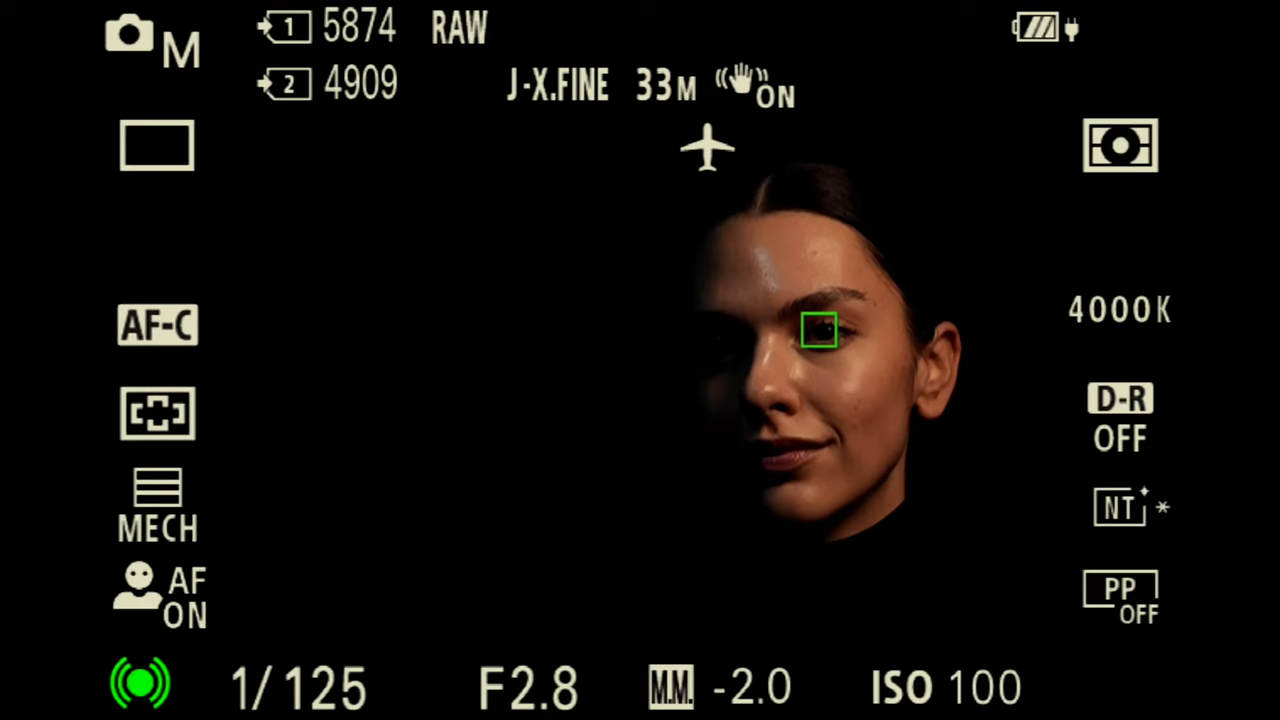 M
1 5874 RAW
2 4909 J-X.FINE 33M ON
AF-C
4000K
D-R
OFF
MECH
NT *
AF
ON
PP
OFF
1/125 F2.8 M.M. -2.0 ISO 100